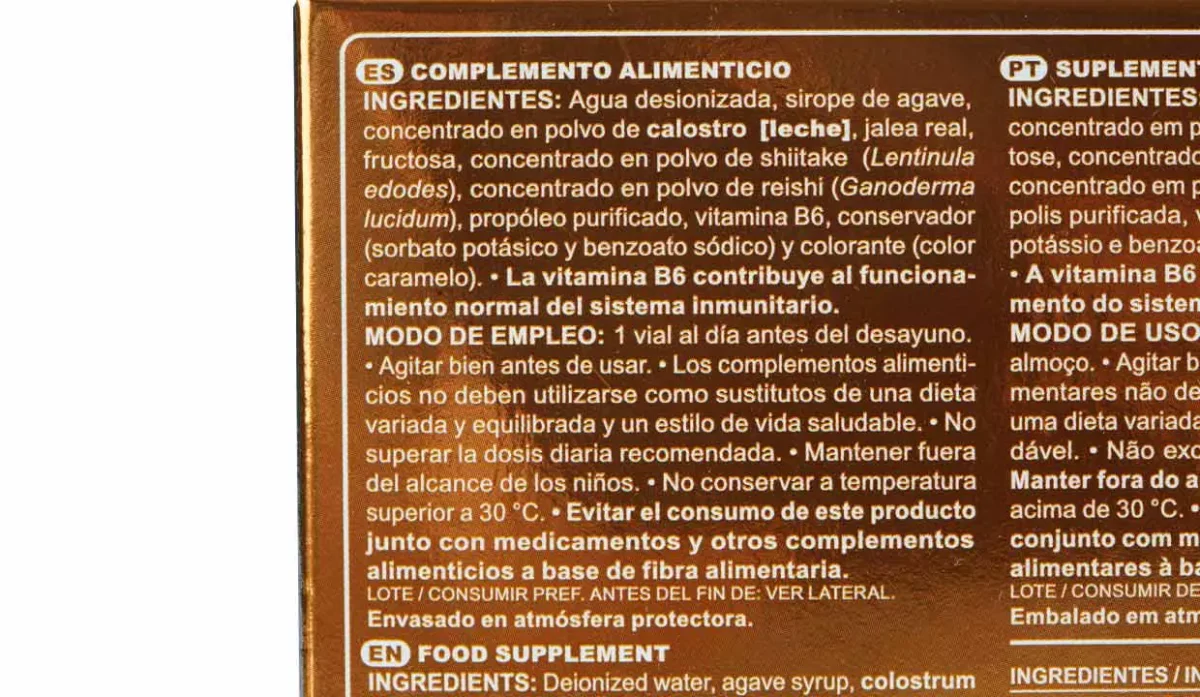 ES COMPLEMENTO ALIMENTICIO
INGREDIENTES: Agua desionizada, sirope de agave,
concentrado en polvo de calostro [leche], jalea real,
fructosa, concentrado en polvo de shiitake (Lentinula
edodes), concentrado en polvo de reishi (Ganoderma
lucidum), propóleo purificado, vitamina B6, conservador
(sorbato potásico y benzoato sódico) y colorante (color
caramelo). • La vitamina B6 contribuye al funciona-
miento normal del sistema inmunitario.
MODO DE EMPLEO: 1 vial al día antes del desayuno.
• Agitar bien antes de usar. • Los complementos alimenti-
cios no deben utilizarse como sustitutos de una dieta
variada y equilibrada y un estilo de vida saludable. • No
superar la dosis diaria recomendada. • Mantener fuera
del alcance de los niños. • No conservar a temperatura
superior a 30 °C. • Evitar el consumo de este producto
junto con medicamentos y otros complementos
alimenticios a base de fibra alimentaria.
LOTE / CONSUMIR PREF. ANTES DEL FIN DE: VER LATERAL.
Envasado en atmósfera protectora.
EN FOOD SUPPLEMENT
INGREDIENTS: Deionized water, agave syrup, colostrum
PT SUPLEMEN
INGREDIENTES
concentrado em
tose, concentrado
concentrado em
polis purificada,
potássio e benzo
• A vitamina B6
mento do sistem
MODO DE USO
almoço. • Agitar b
mentares não de
uma dieta variada
dável. • Não exc
Manter fora do a
acima de 30 °C. •
conjunto com m
alimentares à ba
LOTE / CONSUMIR DE
Embalado em atm
INGREDIENTES / IN